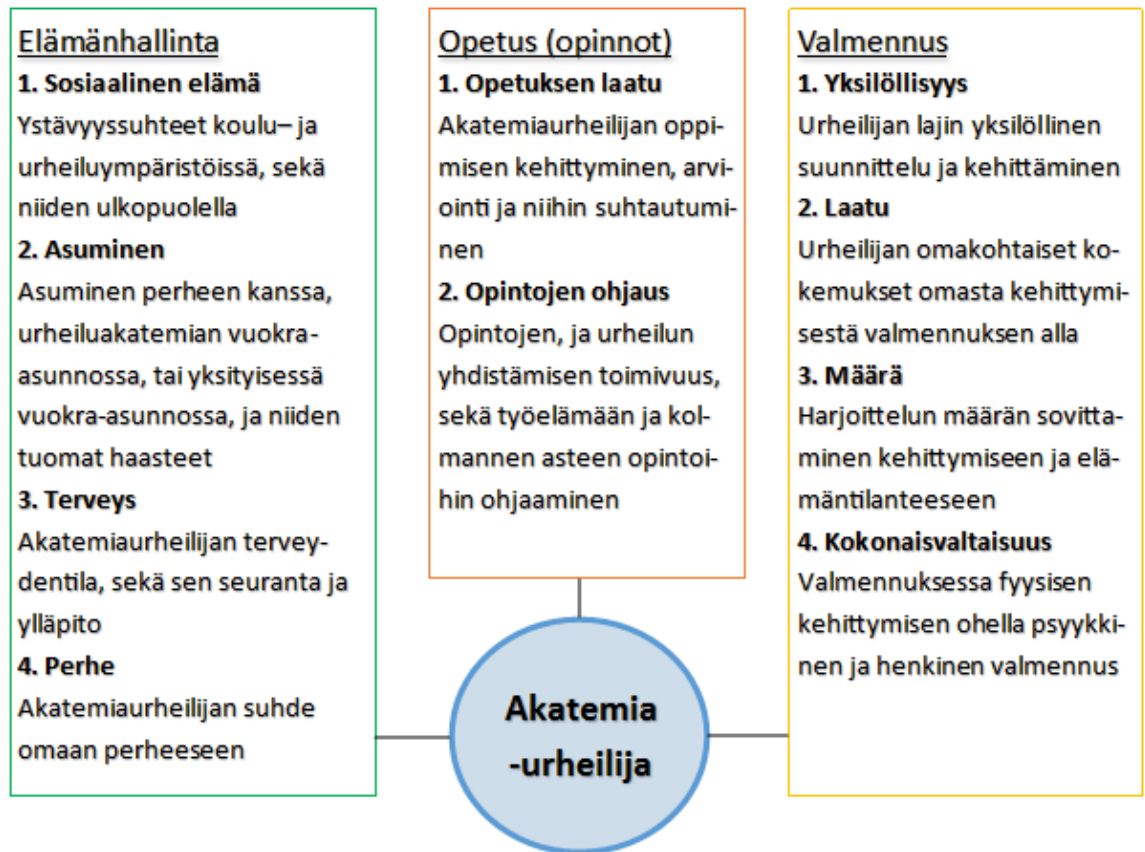 Elämänhallinta
1. Sosiaalinen elämä
Ystävyyssuhteet koulu– ja
urheiluympäristöissä, sekä
niiden ulkopuolella
2. Asuminen
Asuminen perheen kanssa,
urheiluakatemian vuokra-
asunnossa, tai yksityisessä
vuokra-asunnossa, ja niiden
tuomat haasteet
3. Terveys
Akatemiaurheilijan tervey-
dentila, sekä sen seuranta ja
ylläpito
4. Perhe
Akatemiaurheilijan suhde
omaan perheeseen
Opetus (opinnot)
1. Opetuksen laatu
Akatemiaurheilijan oppi-
misen kehittyminen, arvi-
ointi ja niihin suhtautumi-
nen
2. Opintojen ohjaus
Opintojen, ja urheilun
yhdistämisen toimivuus,
sekä työelämään ja kol-
mannen asteen opintoi-
hin ohjaaminen
Valmennus
1. Yksilöllisyys
Urheilijan lajin yksilöllinen
suunnittelu ja kehittäminen
2. Laatu
Urheilijan omakohtaiset ko-
kemukset omasta kehittymi-
sestä valmennuksen alla
3. Määrä
Harjoittelun määrän sovitta-
minen kehittymiseen ja elä-
mäntilanteeseen
4. Kokonaisvaltaisuus
Valmennuksessa fyysisen
kehittymisen ohella psyykki-
nen ja henkinen valmennus
Akatemia
-urheilija